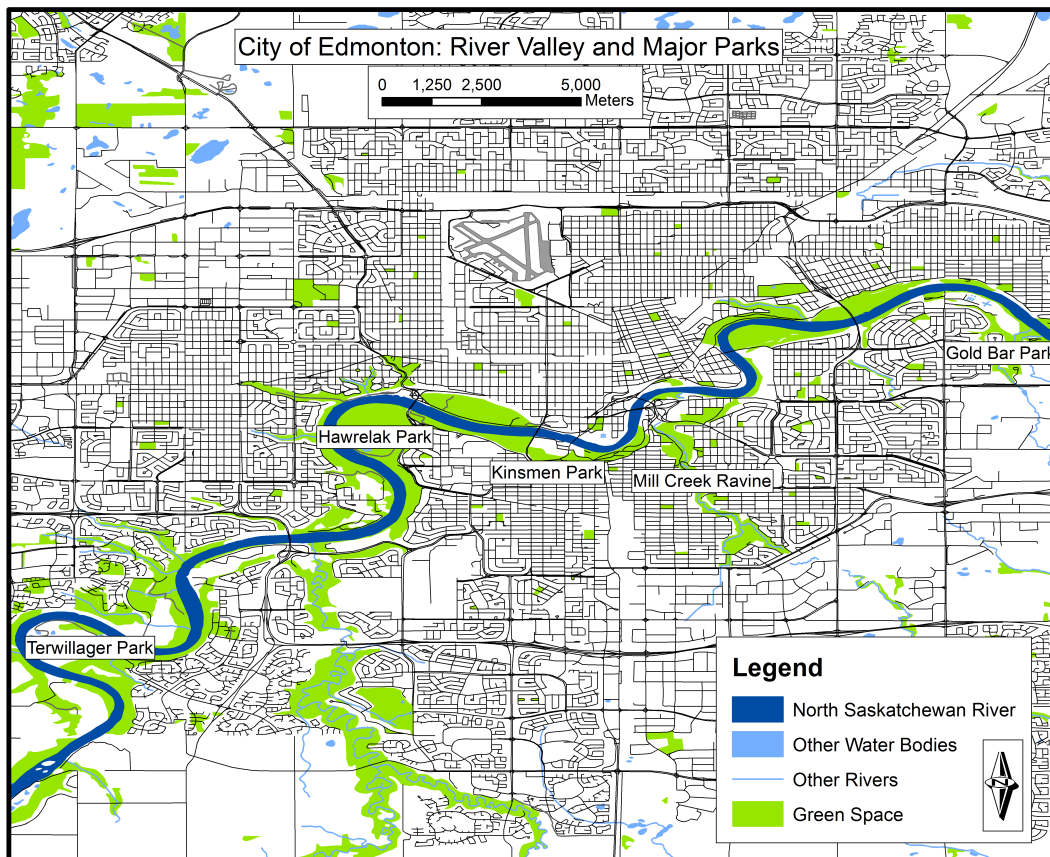 City of Edmonton: River Valley and Major Parks
0 1,250 2,500 5,000
Meters
Gold Bar Park
Hawrelak Park
Kinsmen Park
Mill Creek Ravine
Terwillager Park
Legend
North Saskatchewan River
Other Water Bodies
Other Rivers
Green Space
N